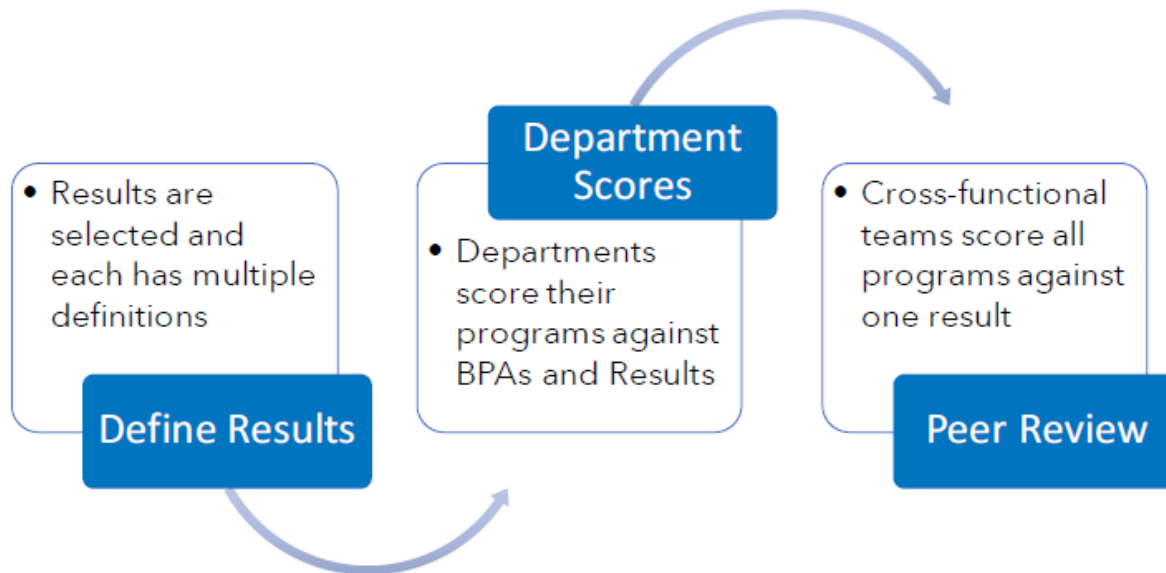 • Results are
selected and
each has multiple
definitions
Define Results
Department
Scores
• Departments
score their
programs against
BPAs and Results
• Cross-functional
teams score all
programs against
one result
Peer Review